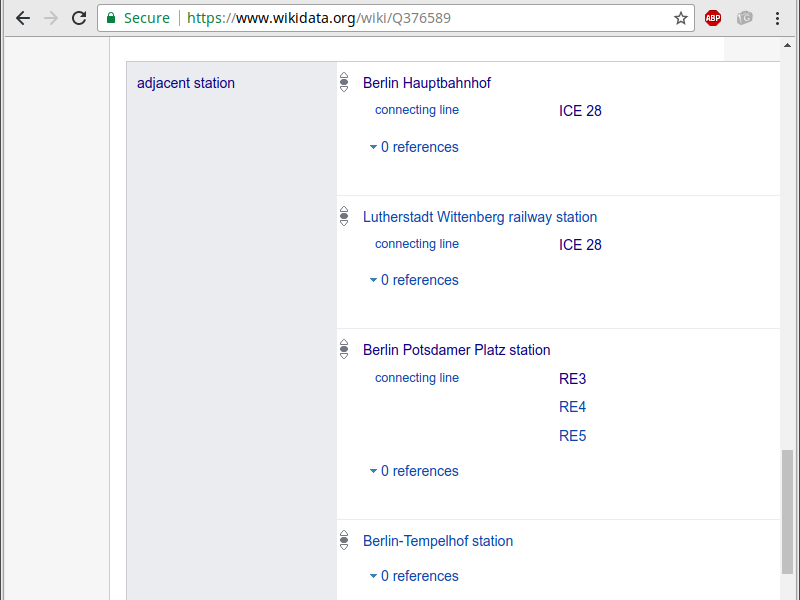 Secure https://www.wikidata.org/wiki/Q376589 ABP
adjacent station
Berlin Hauptbahnhof
connecting line ICE 28
0 references
Lutherstadt Wittenberg railway station
connecting line ICE 28
0 references
Berlin Potsdamer Platz station
connecting line RE3
RE4
RE5
0 references
Berlin-Tempelhof station
0 references